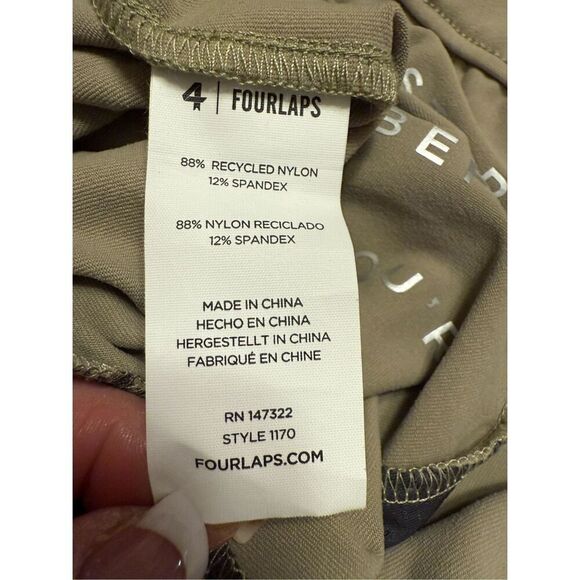 4 | FOURLAPS
88% RECYCLED NYLON
12% SPANDEX
88% NYLON RECICLADO
12% SPANDEX
MADE IN CHINA
HECHO EN CHINA
HERGESTELLT IN CHINA
FABRIQUÉ EN CHINE
RN 147322
STYLE 1170
FOURLAPS.COM